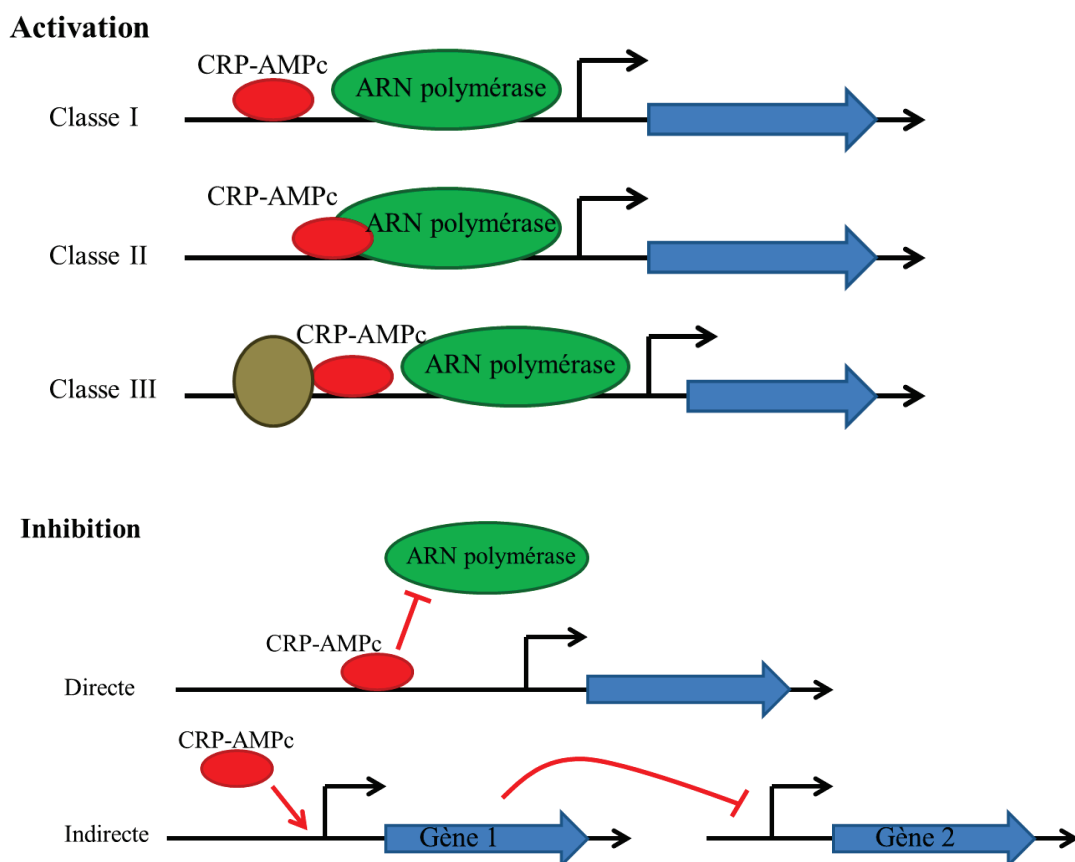 Activation
CRP-AMPc
ARN polymérase
Classe I
CRP-AMPc
ARN polymérase
Classe II
CRP-AMPc
ARN polymérase
Classe III
Inhibition
ARN polymérase
CRP-AMPc
Directe
CRP-AMPc
Indirecte
Gène 1
Gène 2